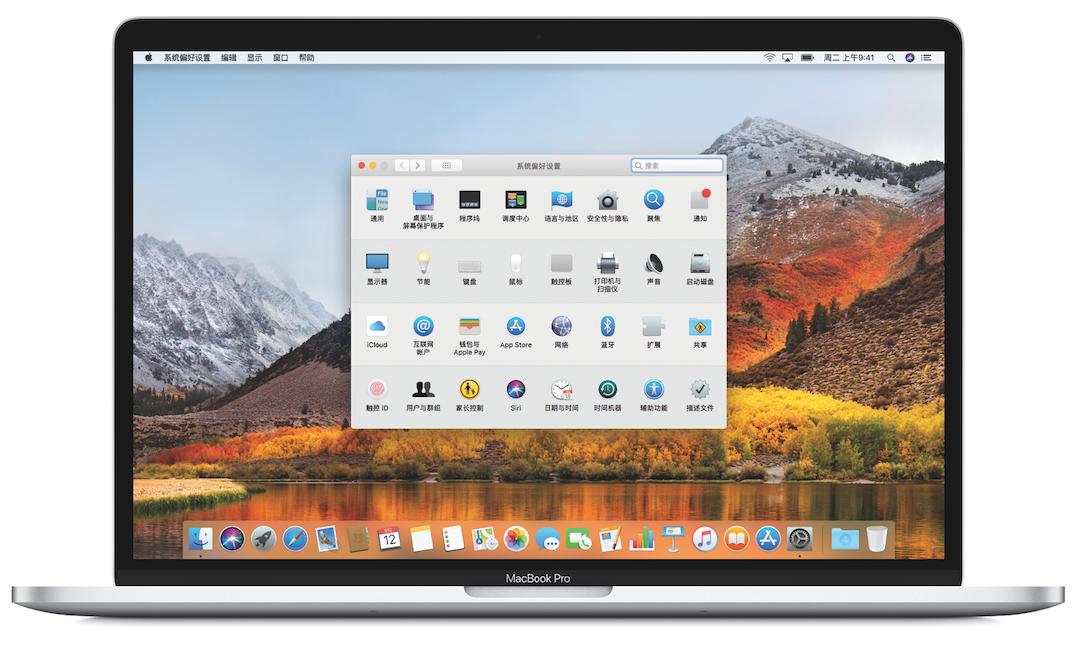 系统偏好设置 编辑 显示 窗口 帮助 周二 上午9:41
系统偏好设置 搜索
File
New
通用 桌面与 程序坞 调度中心 语言与地区 安全性与隐私 聚焦 通知
屏幕保护程序
显示器 节能 键盘 鼠标 触控板 打印机与 声音 启动磁盘
扫描仪
iCloud 互联网 钱包与 App Store 网络 蓝牙 扩展 共享
帐户 Apple Pay
18
触控 ID 用户与群组 家长控制 Siri 日期与时间 时间机器 辅助功能 描述文件
9月
12
MacBook Pro